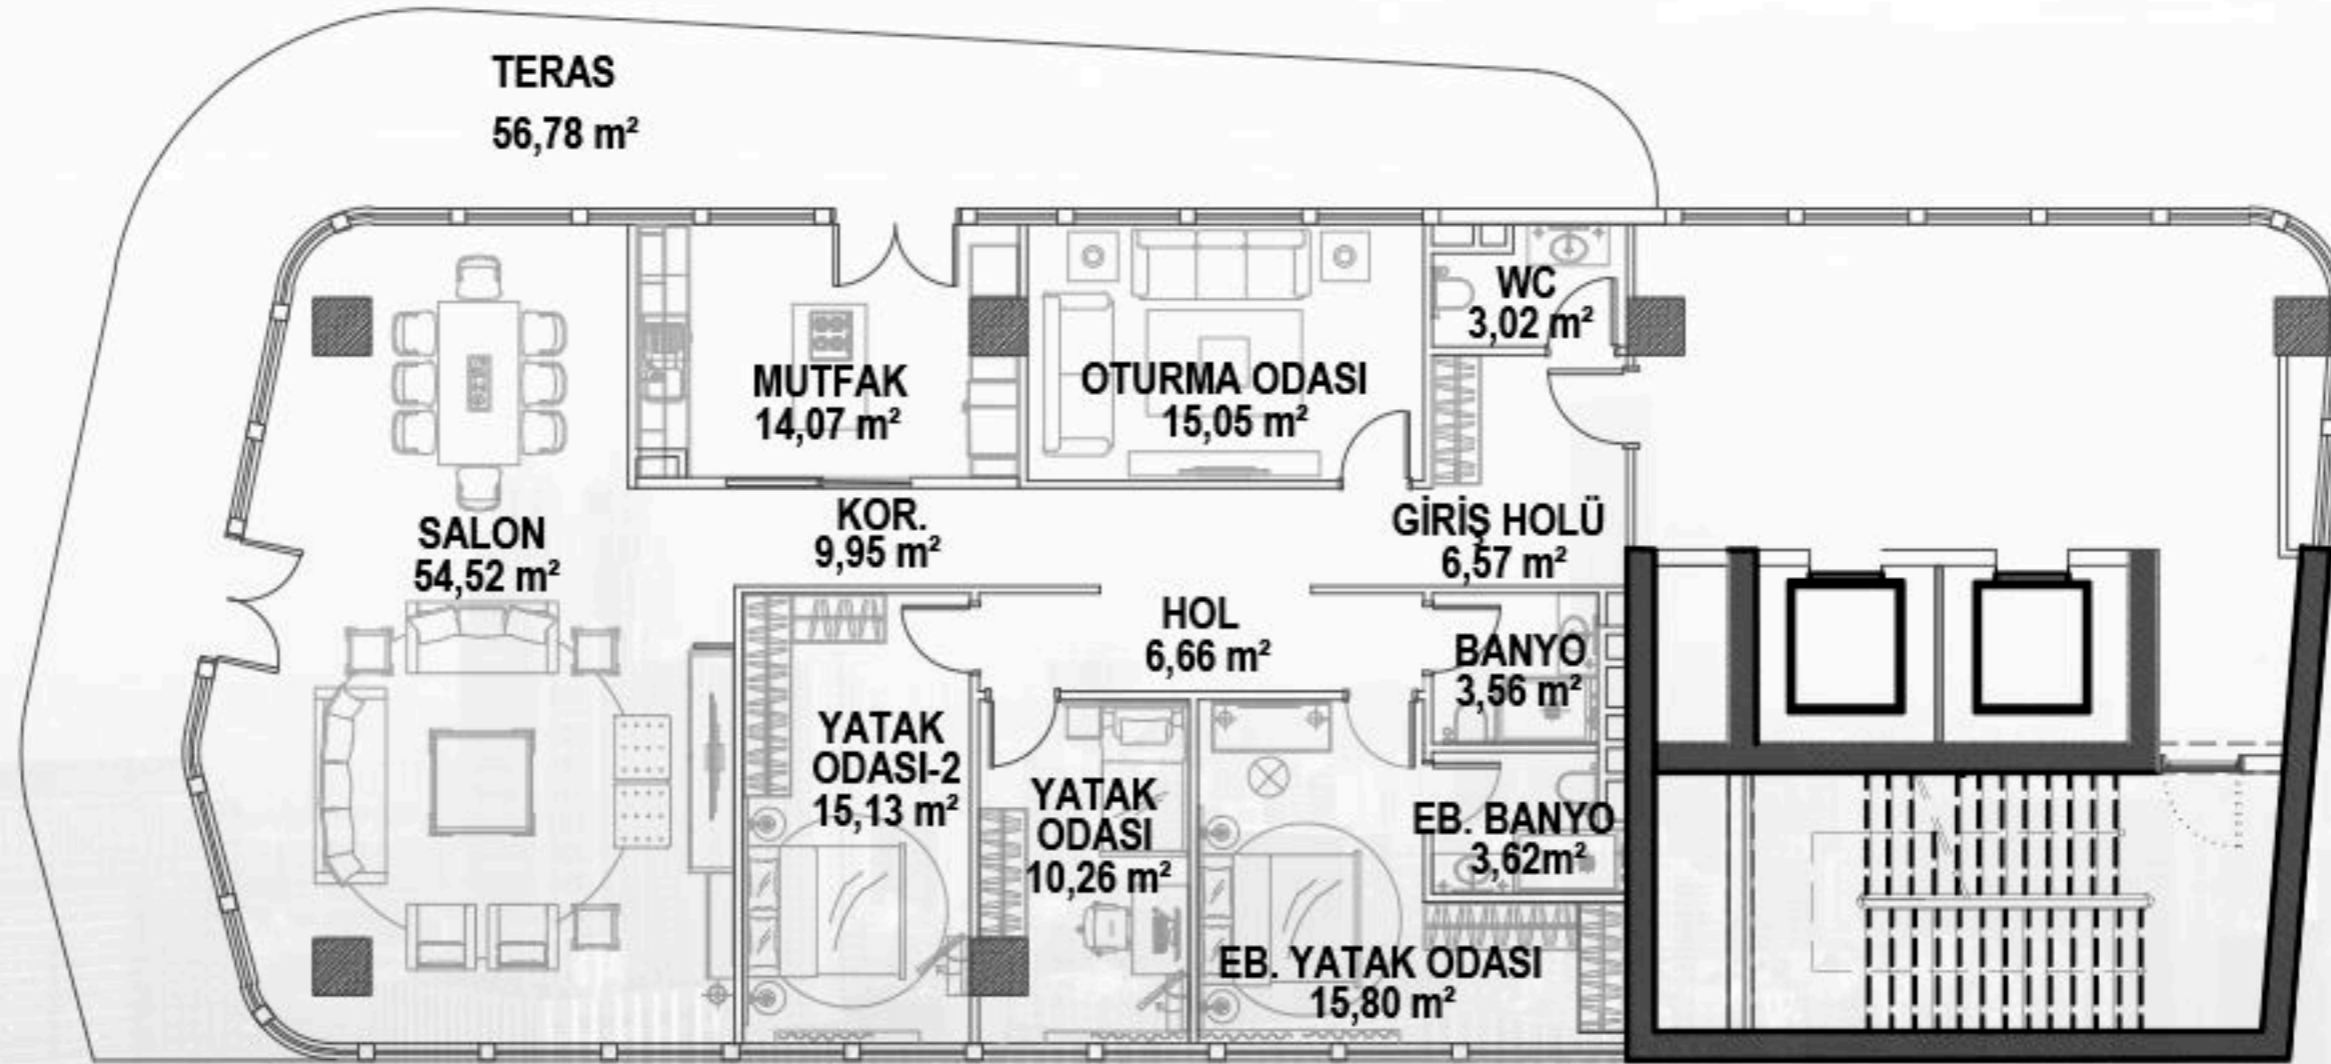 TERAS
56,78 m²
WC
3,02 m²
MUTFAK
14,07 m²
OTURMA ODASI
15,05 m²
SALON
54,52 m²
KOR.
9,95 m²
GİRİŞ HOLÜ
6,57 m²
HOL
6,66 m²
BANYO
3,56 m²
YATAK
ODASI-2
15,13 m²
YATAK
ODASI
10,26 m²
EB. BANYO
3,62m²
EB. YATAK ODASI
15,80 m²